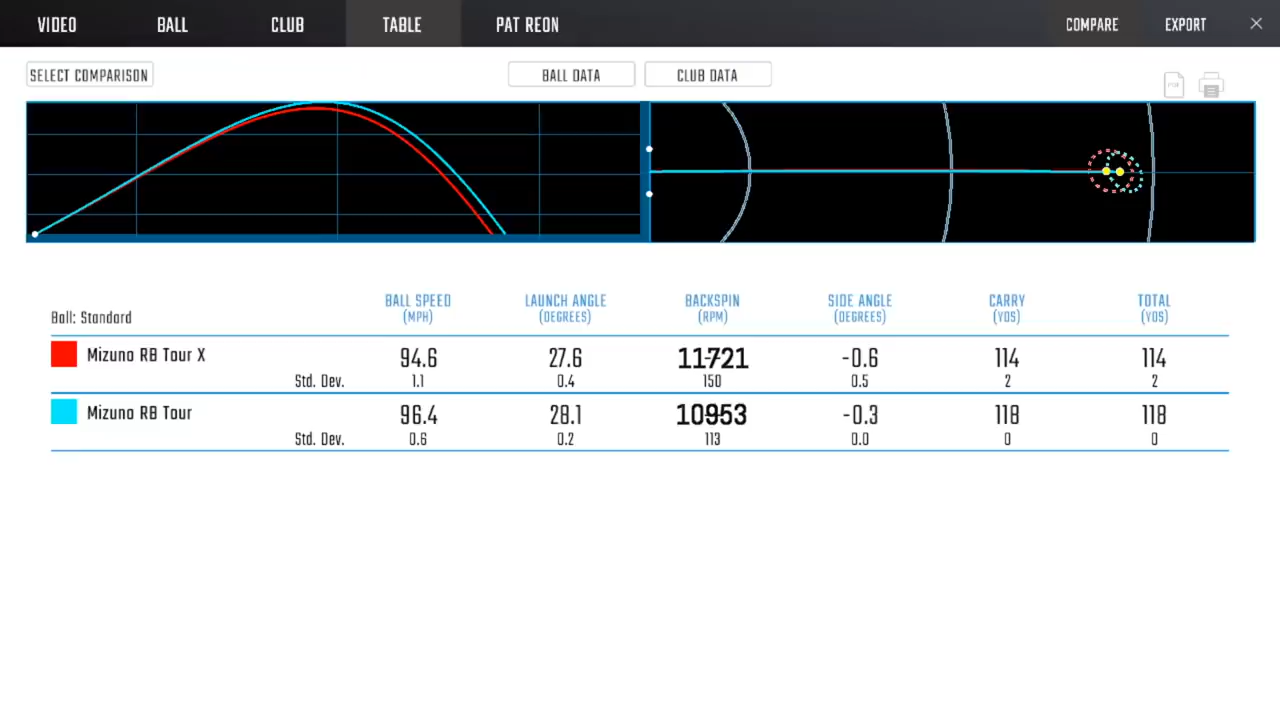 VIDEO BALL CLUB TABLE PAT REON COMPARE EXPORT ×
SELECT COMPARISON BALL DATA CLUB DATA
BALL SPEED LAUNCH ANGLE BACKSPIN SIDE ANGLE CARRY TOTAL
Ball: Standard (MPH) (DEGREES) (RPM) (DEGREES) (YDS) (YDS)
Mizuno RB Tour X 94.6 27.6 11721 -0.6 114 114
Std. Dev. 1.1 0.4 150 0.5 2 2
Mizuno RB Tour 96.4 28.1 10953 -0.3 118 118
Std. Dev. 0.6 0.2 113 0.0 0 0